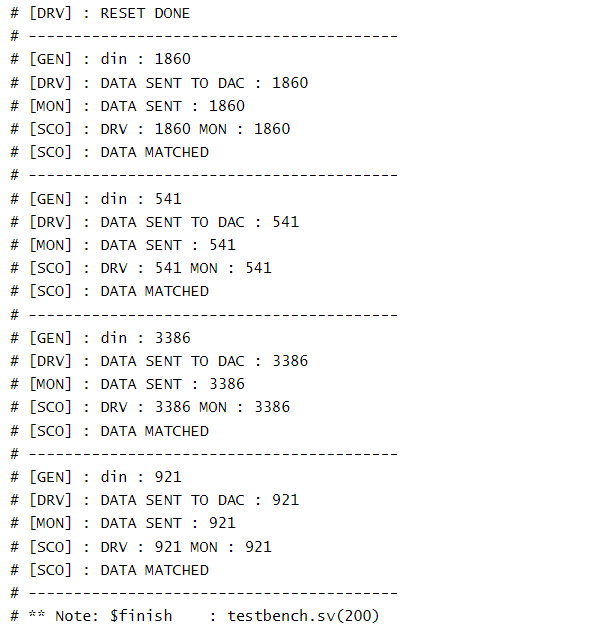 # [DRV] : RESET DONE
# -----------------------------------------
# [GEN] : din : 1860
# [DRV] : DATA SENT TO DAC : 1860
# [MON] : DATA SENT : 1860
# [SCO] : DRV : 1860 MON : 1860
# [SCO] : DATA MATCHED
# -----------------------------------------
# [GEN] : din : 541
# [DRV] : DATA SENT TO DAC : 541
# [MON] : DATA SENT : 541
# [SCO] : DRV : 541 MON : 541
# [SCO] : DATA MATCHED
# -----------------------------------------
# [GEN] : din : 3386
# [DRV] : DATA SENT TO DAC : 3386
# [MON] : DATA SENT : 3386
# [SCO] : DRV : 3386 MON : 3386
# [SCO] : DATA MATCHED
# -----------------------------------------
# [GEN] : din : 921
# [DRV] : DATA SENT TO DAC : 921
# [MON] : DATA SENT : 921
# [SCO] : DRV : 921 MON : 921
# [SCO] : DATA MATCHED
# -----------------------------------------
# ** Note: $finish    : testbench.sv(200)